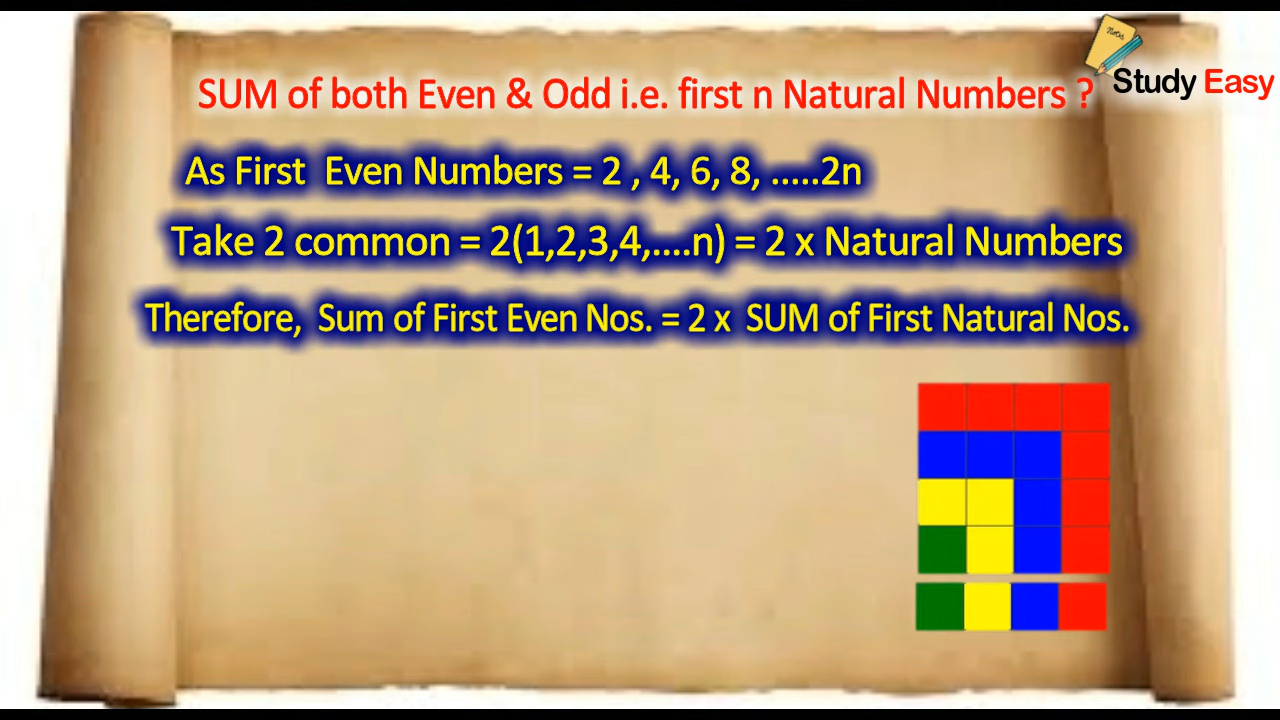 SUM of both Even & Odd i.e. first n Natural Numbers ?
Study Easy
As First Even Numbers = 2 , 4, 6, 8, .....2n
Take 2 common = 2(1,2,3,4,....n) = 2 x Natural Numbers
Therefore, Sum of First Even Nos. = 2 x SUM of First Natural Nos.